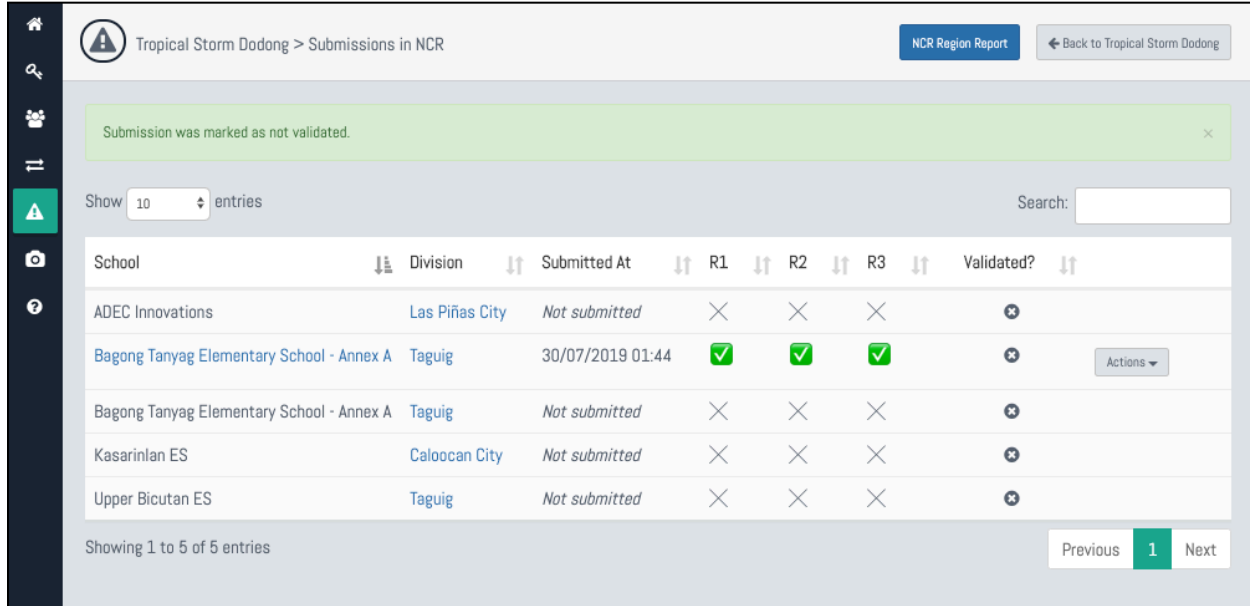 Tropical Storm Dodong > Submissions in NCR
NCR Region Report
Back to Tropical Storm Dodong
Submission was marked as not validated.
Show 10 entries
Search:
School Division Submitted At R1 R2 R3 Validated?
ADEC Innovations Las Piñas City Not submitted
Bagong Tanyag Elementary School - Annex A Taguig 30/07/2019 01:44 Actions
Bagong Tanyag Elementary School - Annex A Taguig Not submitted
Kasarinlan ES Caloocan City Not submitted
Upper Bicutan ES Taguig Not submitted
Showing 1 to 5 of 5 entries
Previous 1 Next